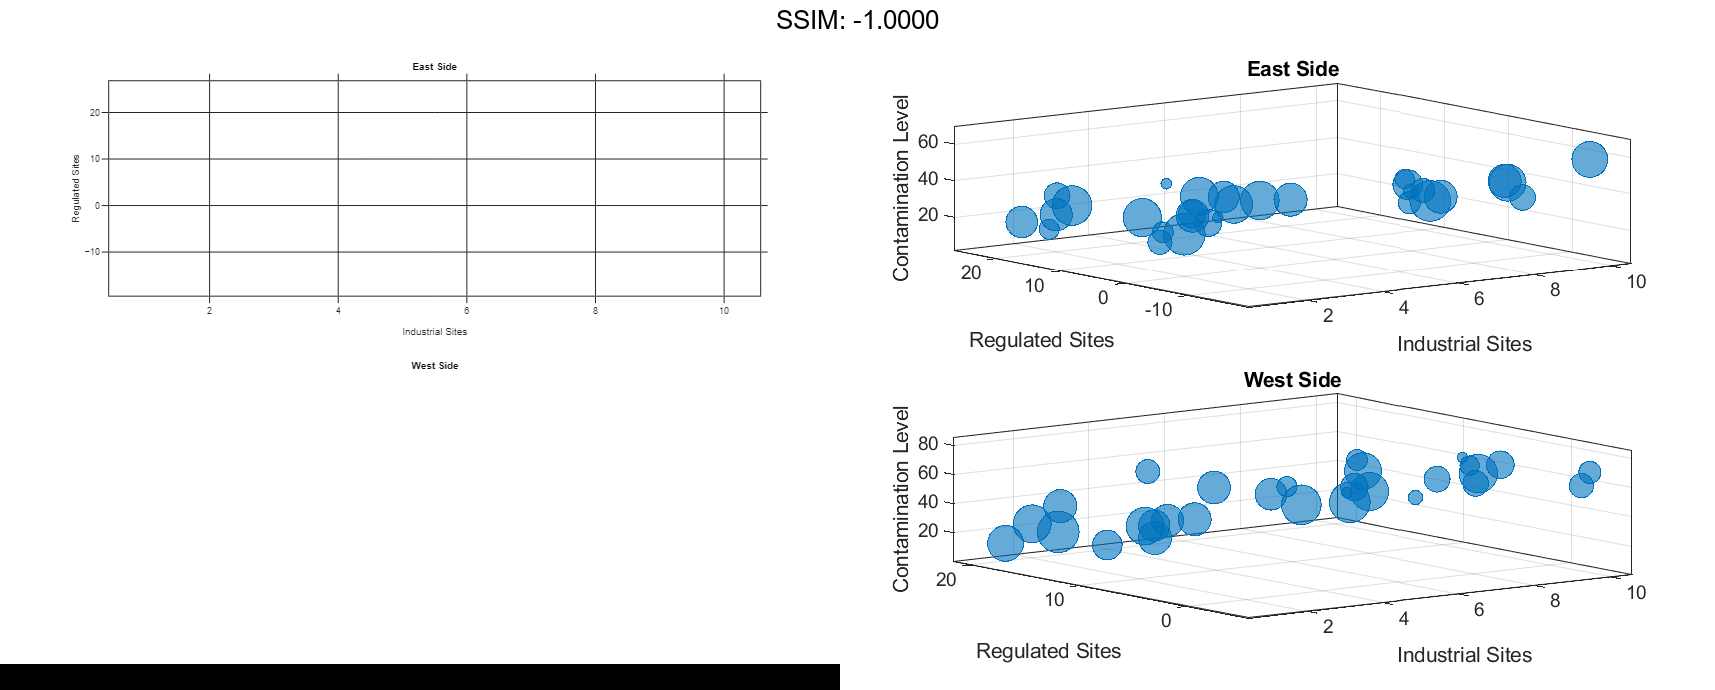 SSIM: -1.0000
East Side
20
10
0
−10
Regulated Sites
2
4
6
8
10
Industrial Sites
West Side
East Side
Contamination Level
60
40
20
20
10
0
-10
2
4
6
8
10
Regulated Sites
Industrial Sites
West Side
Contamination Level
80
60
40
20
20
10
0
2
4
6
8
10
Regulated Sites
Industrial Sites